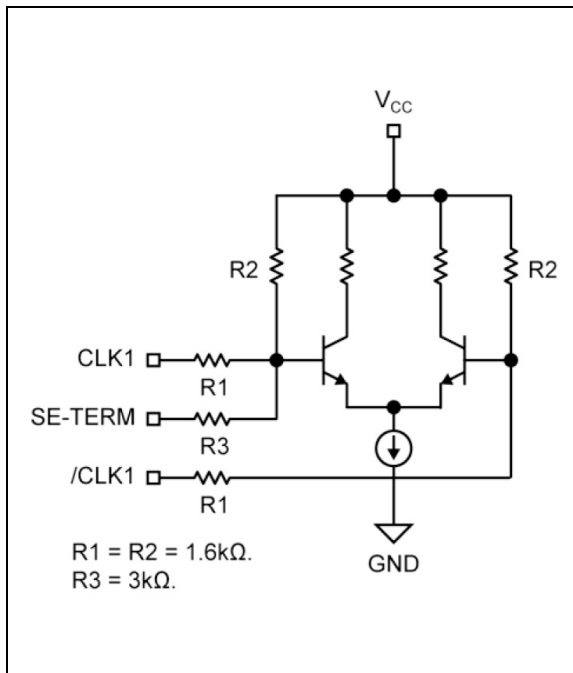 VCC
R2
R2
CLK1
R1
SE-TERM
R3
/CLK1
R1
R1 = R2 = 1.6kΩ.
R3 = 3kΩ.
GND